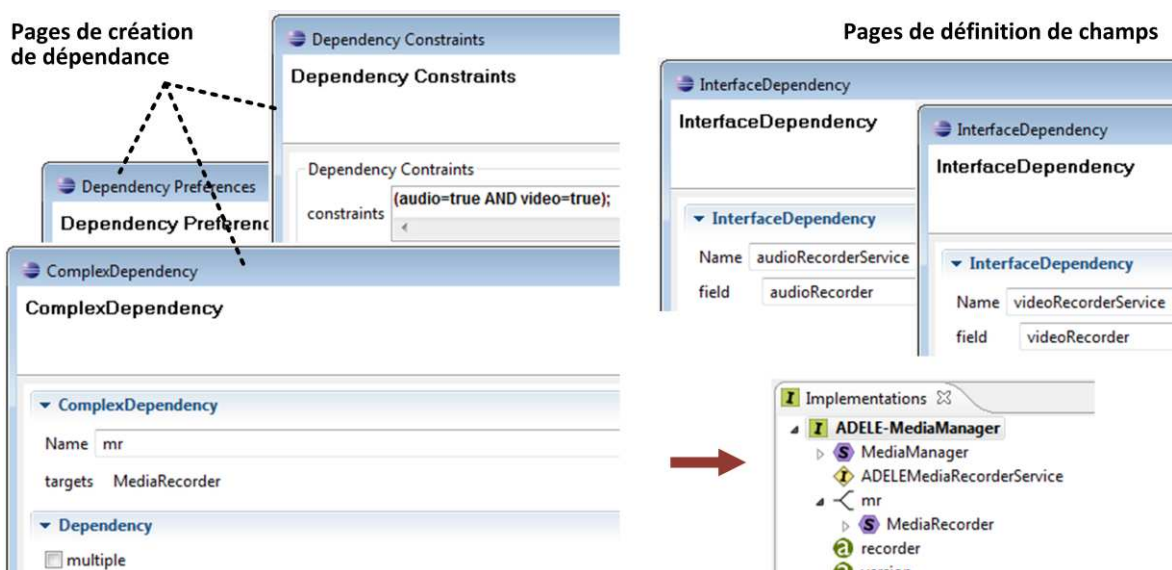 Pages de création
de dépendance
Dependency Constraints
Dependency Constraints
Dependency Contraints
constraints
(audio=true AND video=true);
Dependency Preferences
Dependency Preferenc
ComplexDependency
ComplexDependency
ComplexDependency
Name mr
targets MediaRecorder
Dependency
multiple
Pages de définition de champs
InterfaceDependency
InterfaceDependency
InterfaceDependency
Name audioRecorderService
field audioRecorder
InterfaceDependency
InterfaceDependency
InterfaceDependency
Name videoRecorderService
field videoRecorder
Implementations
ADELE-MediaManager
MediaManager
ADELEMediaRecorderService
mr
MediaRecorder
recorder